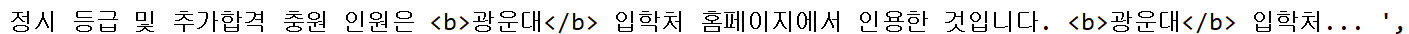 정시 등급 및 추가합격 충원 인원은 <b>광운대</b> 입학처 홈페이지에서 인용한 것입니다. <b>광운대</b> 입학처... ',